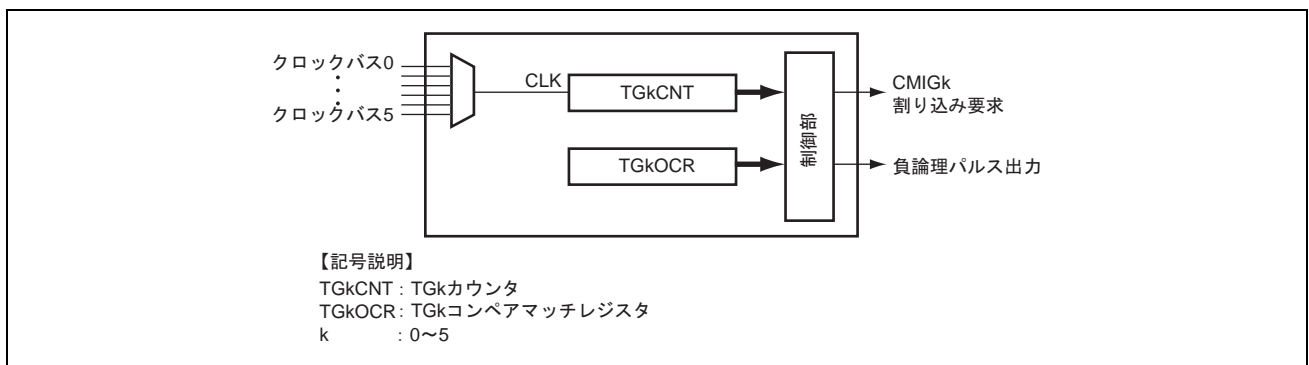 クロックバス0
クロックバス5
CLK
TGkCNT
TGkOCR
制御部
CMIGk
割り込み要求
負論理パルス出力
【記号説明】
TGkCNT : TGkカウンタ
TGkOCR : TGkコンペアマッチレジスタ
k : 0～5